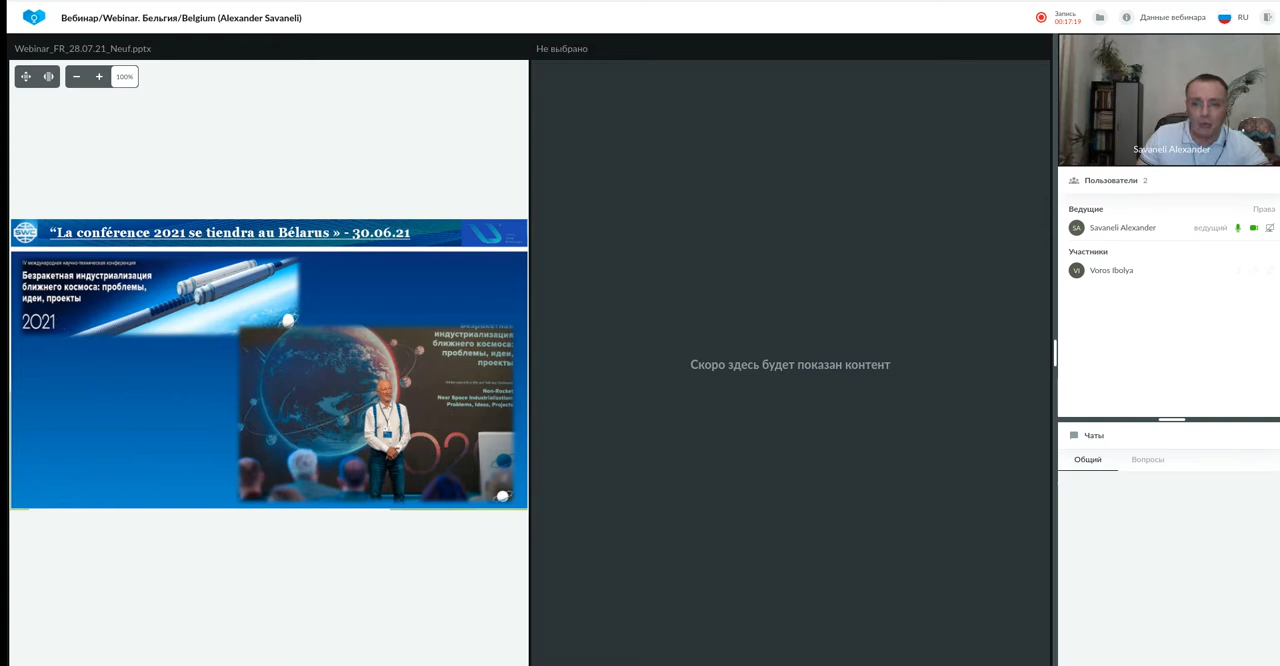 Вебинар/Webinar. Бельгия/Belgium (Alexander Savaneli)
Запись
00:17:19
Данные вебинара
RU
Webinar_FR_28.07.21_Neuf.pptx
Не выбрано
100%
SWC
“La conférence 2021 se tiendra au Bélarus » - 30.06.21
IV международная научно-техническая конференция
Безракетная индустриализация
ближнего космоса: проблемы,
идеи, проекты
2021
Безракетная
индустриализация
ближнего космоса:
проблемы, идеи,
проекты
Non-Rocket
Near Space Industrialization:
Problems, Ideas, Projects
Скоро здесь будет показан контент
Savaneli Alexander
Пользователи 2
Ведущие
Права
SA
Savaneli Alexander
ведущий
Участники
VI
Voros Ibolya
Чаты
Общий
Вопросы